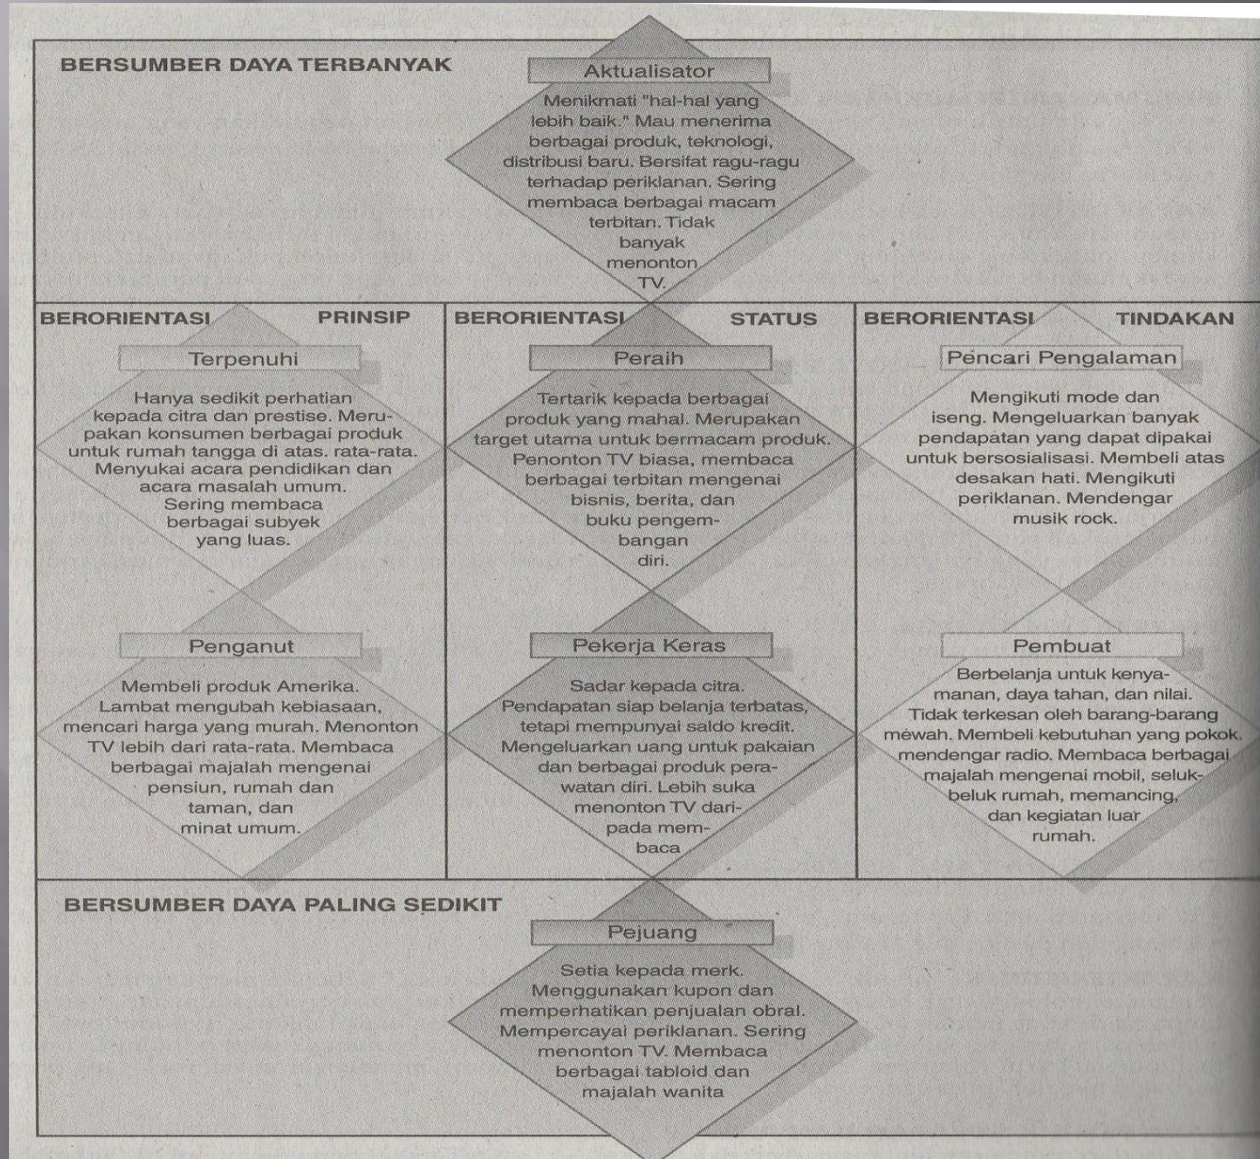 BERSUMBER DAYA TERBANYAK
Aktualisator
Menikmati "hal-hal yang
lebih baik." Mau menerima
berbagai produk, teknologi,
distribusi baru. Bersifat ragu-ragu
terhadap periklanan. Sering
membaca berbagai macam
terbitan. Tidak
banyak
menonton
TV.
BERORIENTASI PRINSIP
Terpenuhi
Hanya sedikit perhatian
kepada citra dan prestise. Meru-
pakan konsumen berbagai produk
untuk rumah tangga di atas. rata-rata.
Menyukai acara pendidikan dan
acara masalah umum.
Sering membaca
berbagai subyek
yang luas.
BERORIENTASI STATUS
Peraih
Tertarik kepada berbagai
produk yang mahal. Merupakan
target utama untuk bermacam produk.
Penonton TV biasa, membaca
berbagai terbitan mengenai
bisnis, berita, dan
buku pengem-
bangan
diri.
BERORIENTASI TINDAKAN
Pencari Pengalaman
Mengikuti mode dan
iseng. Mengeluarkan banyak
pendapatan yang dapat dipakai
untuk bersosialisasi. Membeli atas
desakan hati. Mengikuti
periklanan. Mendengar
musik rock.
Penganut
Membeli produk Amerika.
Lambat mengubah kebiasaan,
mencari harga yang murah. Menonton
TV lebih dari rata-rata. Membaca
berbagai majalah mengenai
pensiun, rumah dan
taman, dan
minat umum.
Pekerja Keras
Sadar kepada citra.
Pendapatan siap belanja terbatas,
tetapi mempunyai saldo kredit.
Mengeluarkan uang untuk pakaian
dan berbagai produk pera-
watan diri. Lebih suka
menonton TV dari-
pada mem-
baca
Pembuat
Berbelanja untuk kenya-
manan, daya tahan, dan nilai.
Tidak terkesan oleh barang-barang
mewah. Membeli kebutuhan yang pokok.
mendengar radio. Membaca berbagai
majalah mengenai mobil, seluk-
beluk rumah, memancing,
dan kegiatan luar
rumah.
BERSUMBER DAYA PALING SEDIKIT
Pejuang
Setia kepada merk.
Menggunakan kupon dan
memperhatikan penjualan obral.
Mempercayai periklanan. Sering
menonton TV. Membaca
berbagai tabloid dan
majalah wanita